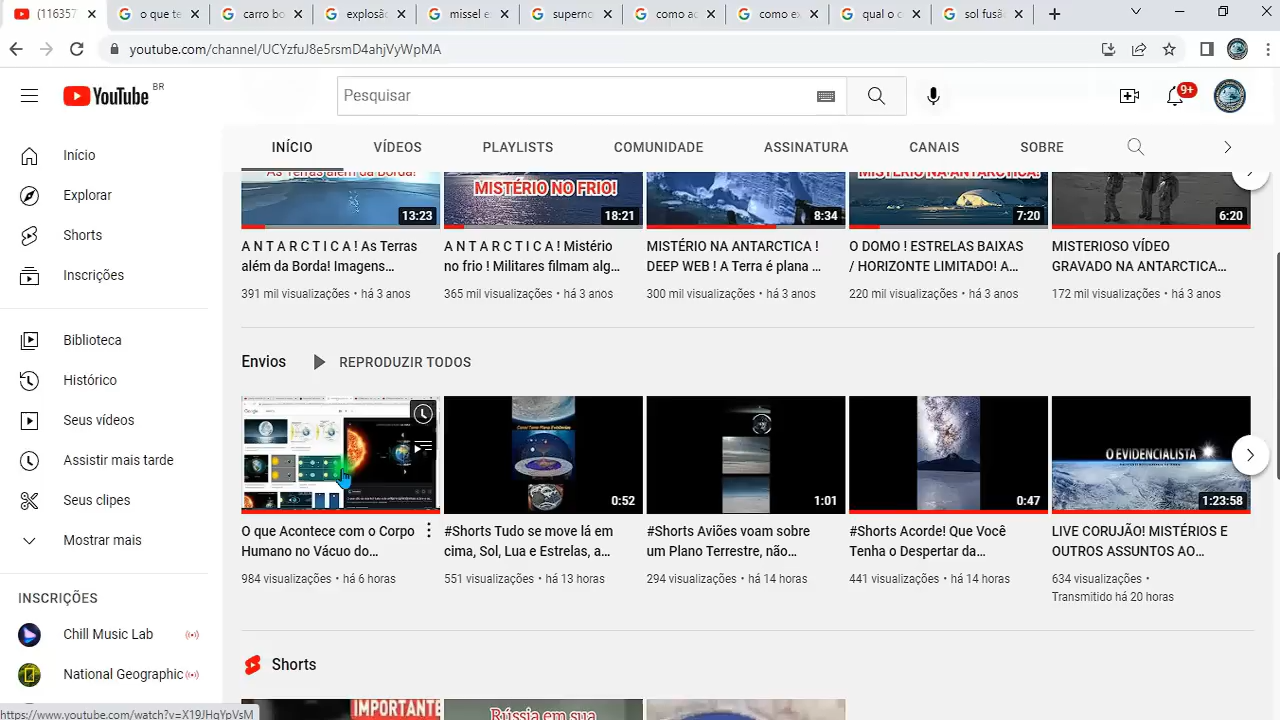 (116357
o que te
carro bo
explosão
missel e
superno
como ac
como ex
qual o c
sol fusão
youtube.com/channel/UCYzfuJ8e5rsmD4ahjVyWpMA
YouTube BR
Pesquisar
9+
INÍCIO VÍDEOS PLAYLISTS COMUNIDADE ASSINATURA CANAIS SOBRE
Início
Explorar
Shorts
Inscrições
Biblioteca
Histórico
Seus vídeos
Assistir mais tarde
Seus clipes
Mostrar mais
INSCRIÇÕES
Chill Music Lab
National Geographic
As Terras além da Borda!
13:23
A N T A R C T I C A ! As Terras
além da Borda! Imagens...
391 mil visualizações • há 3 anos
MISTÉRIO NO FRIO!
18:21
A N T A R C T I C A ! Mistério
no frio ! Militares filmam alg...
365 mil visualizações • há 3 anos
8:34
MISTÉRIO NA ANTARCTICA !
DEEP WEB ! A Terra é plana ...
300 mil visualizações • há 3 anos
MISTÉRIO NA ANTARCTICA!
7:20
O DOMO ! ESTRELAS BAIXAS
/ HORIZONTE LIMITADO! A...
220 mil visualizações • há 3 anos
6:20
MISTERIOSO VÍDEO
GRAVADO NA ANTARCTICA...
172 mil visualizações • há 3 anos
Envios REPRODUZIR TODOS
O que Acontece com o Corpo
Humano no Vácuo do...
984 visualizações • há 6 horas
0:52
#Shorts Tudo se move lá em
cima, Sol, Lua e Estrelas, a...
551 visualizações • há 13 horas
1:01
#Shorts Aviões voam sobre
um Plano Terrestre, não...
294 visualizações • há 14 horas
0:47
#Shorts Acorde! Que Você
Tenha o Despertar da...
441 visualizações • há 14 horas
O EVIDENCIALISTA
1:23:58
LIVE CORUJÃO! MISTÉRIOS E
OUTROS ASSUNTOS AO...
634 visualizações •
Transmitido há 20 horas
Shorts
IMPORTANTE
Rússia em sua
https://www.youtube.com/watch?v=X19JHqYpVsM